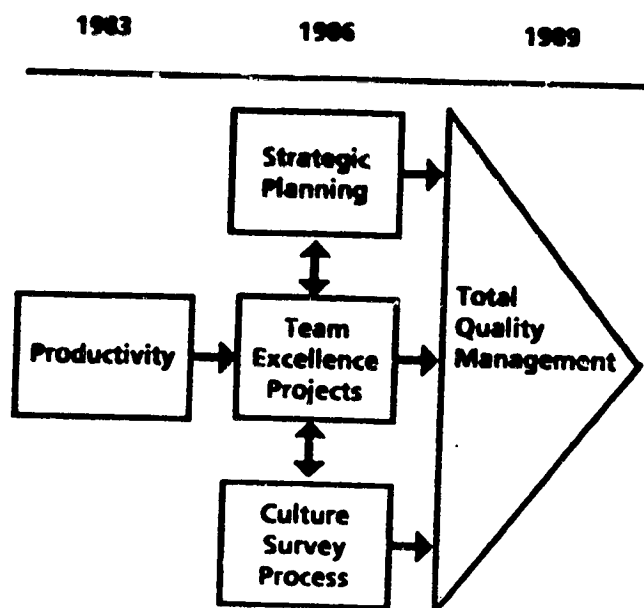 1983 1986 1989
Strategic
Planning
Productivity
Team
Excellence
Projects
Total
Quality
Management
Culture
Survey
Process